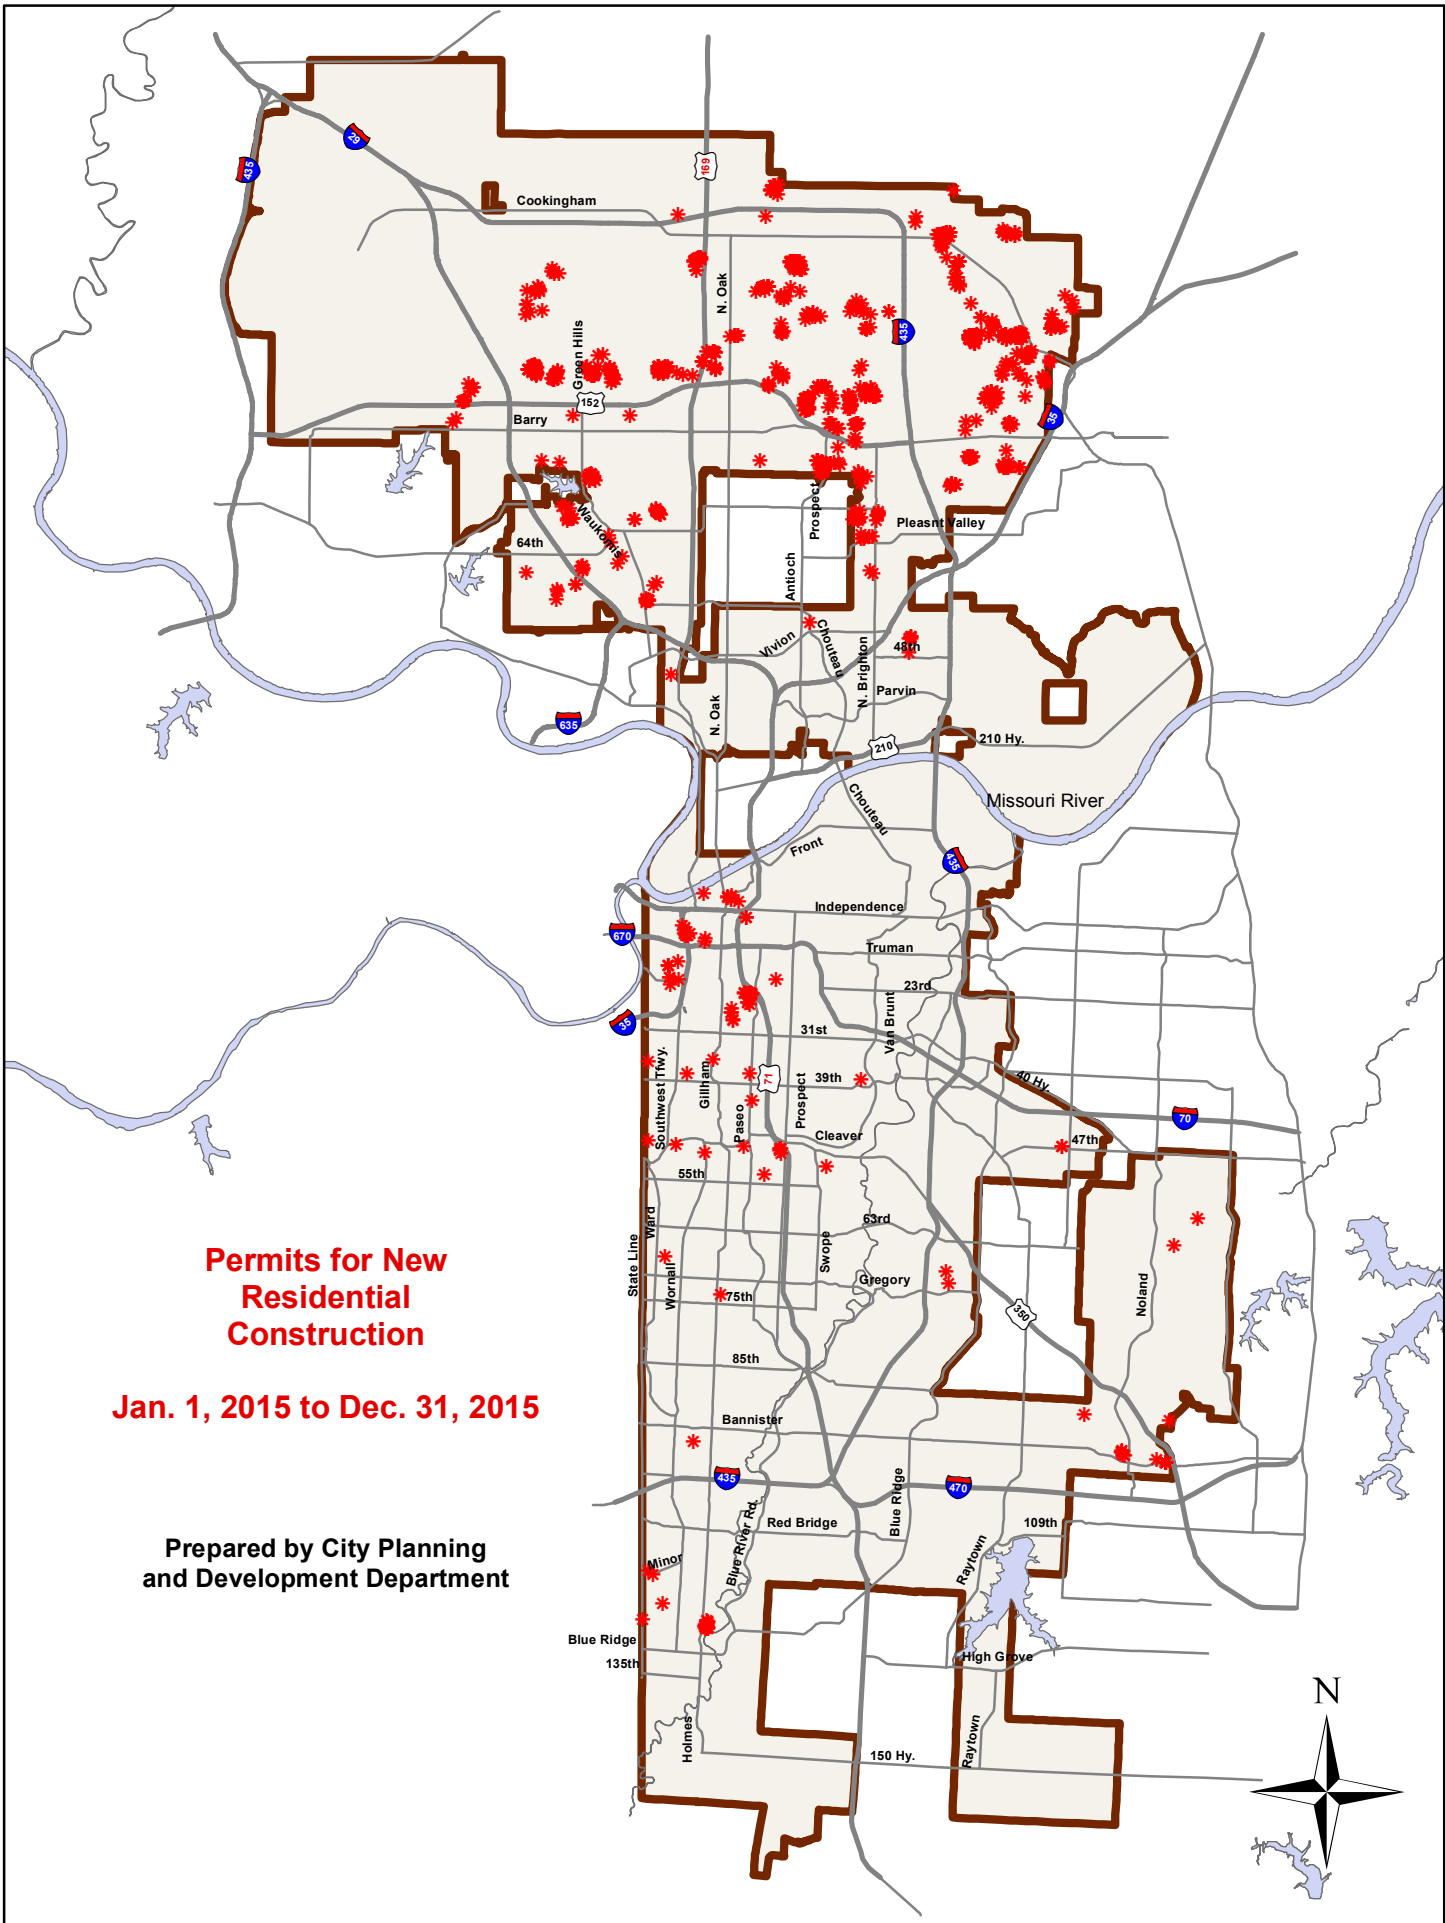 29
435
169
Cookingham
N. Oak
435
Green Hills
152
Barry
35
Prospect
Pleasnt Valley
Waukomis
64th
Antioch
Vivion
Chouteau
48th
N. Brighton
Parvin
N. Oak
635
210
210 Hy.
Missouri River
Chouteau
Front
435
Independence
670
Truman
23rd
Van Brunt
35
31st
Southwest Tfwy.
Gillham
71
39th
40 Hy.
Prospect
Paseo
70
Cleaver
47th
55th
Ward
63rd
State Line
Swope
Wornall
Gregory
75th
Noland
350
85th
Permits for New
Residential
Construction
Jan. 1, 2015 to Dec. 31, 2015
Bannister
435
470
Blue Ridge
Blue River Rd.
Red Bridge
109th
Raytown
Minor
Prepared by City Planning
and Development Department
Blue Ridge
High Grove
135th
N
Holmes
Raytown
150 Hy.